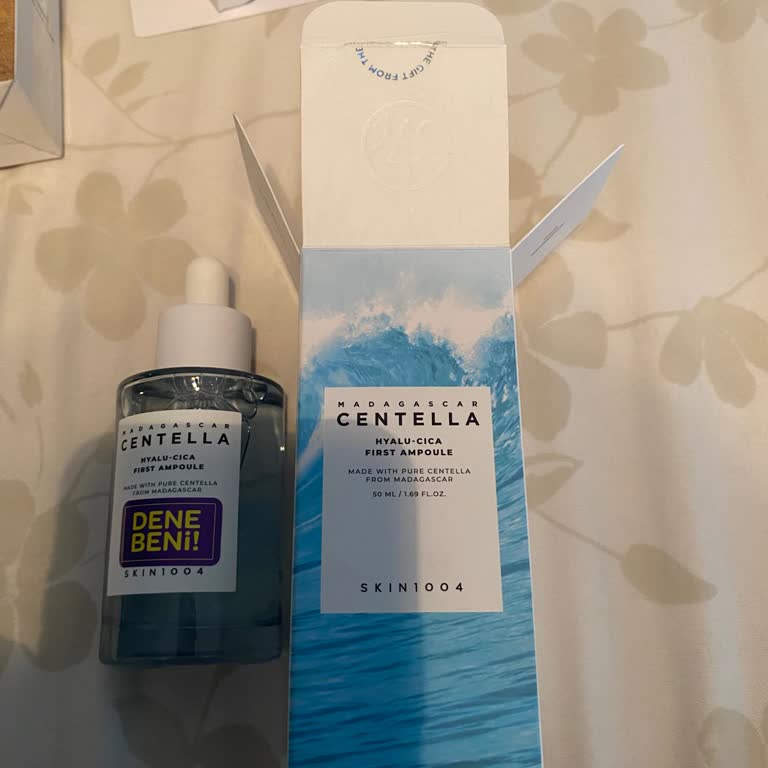 THE GIFT FROM THE
MADAGASCAR
CENTELLA
HYALU-CICA
FIRST AMPOULE
MADE WITH PURE CENTELLA
FROM MADAGASCAR
DENE
BENİ!
SKIN1004
MADAGASCAR
CENTELLA
HYALU-CICA
FIRST AMPOULE
MADE WITH PURE CENTELLA
FROM MADAGASCAR
50 ML / 1.69 FL.OZ.
SKIN1004